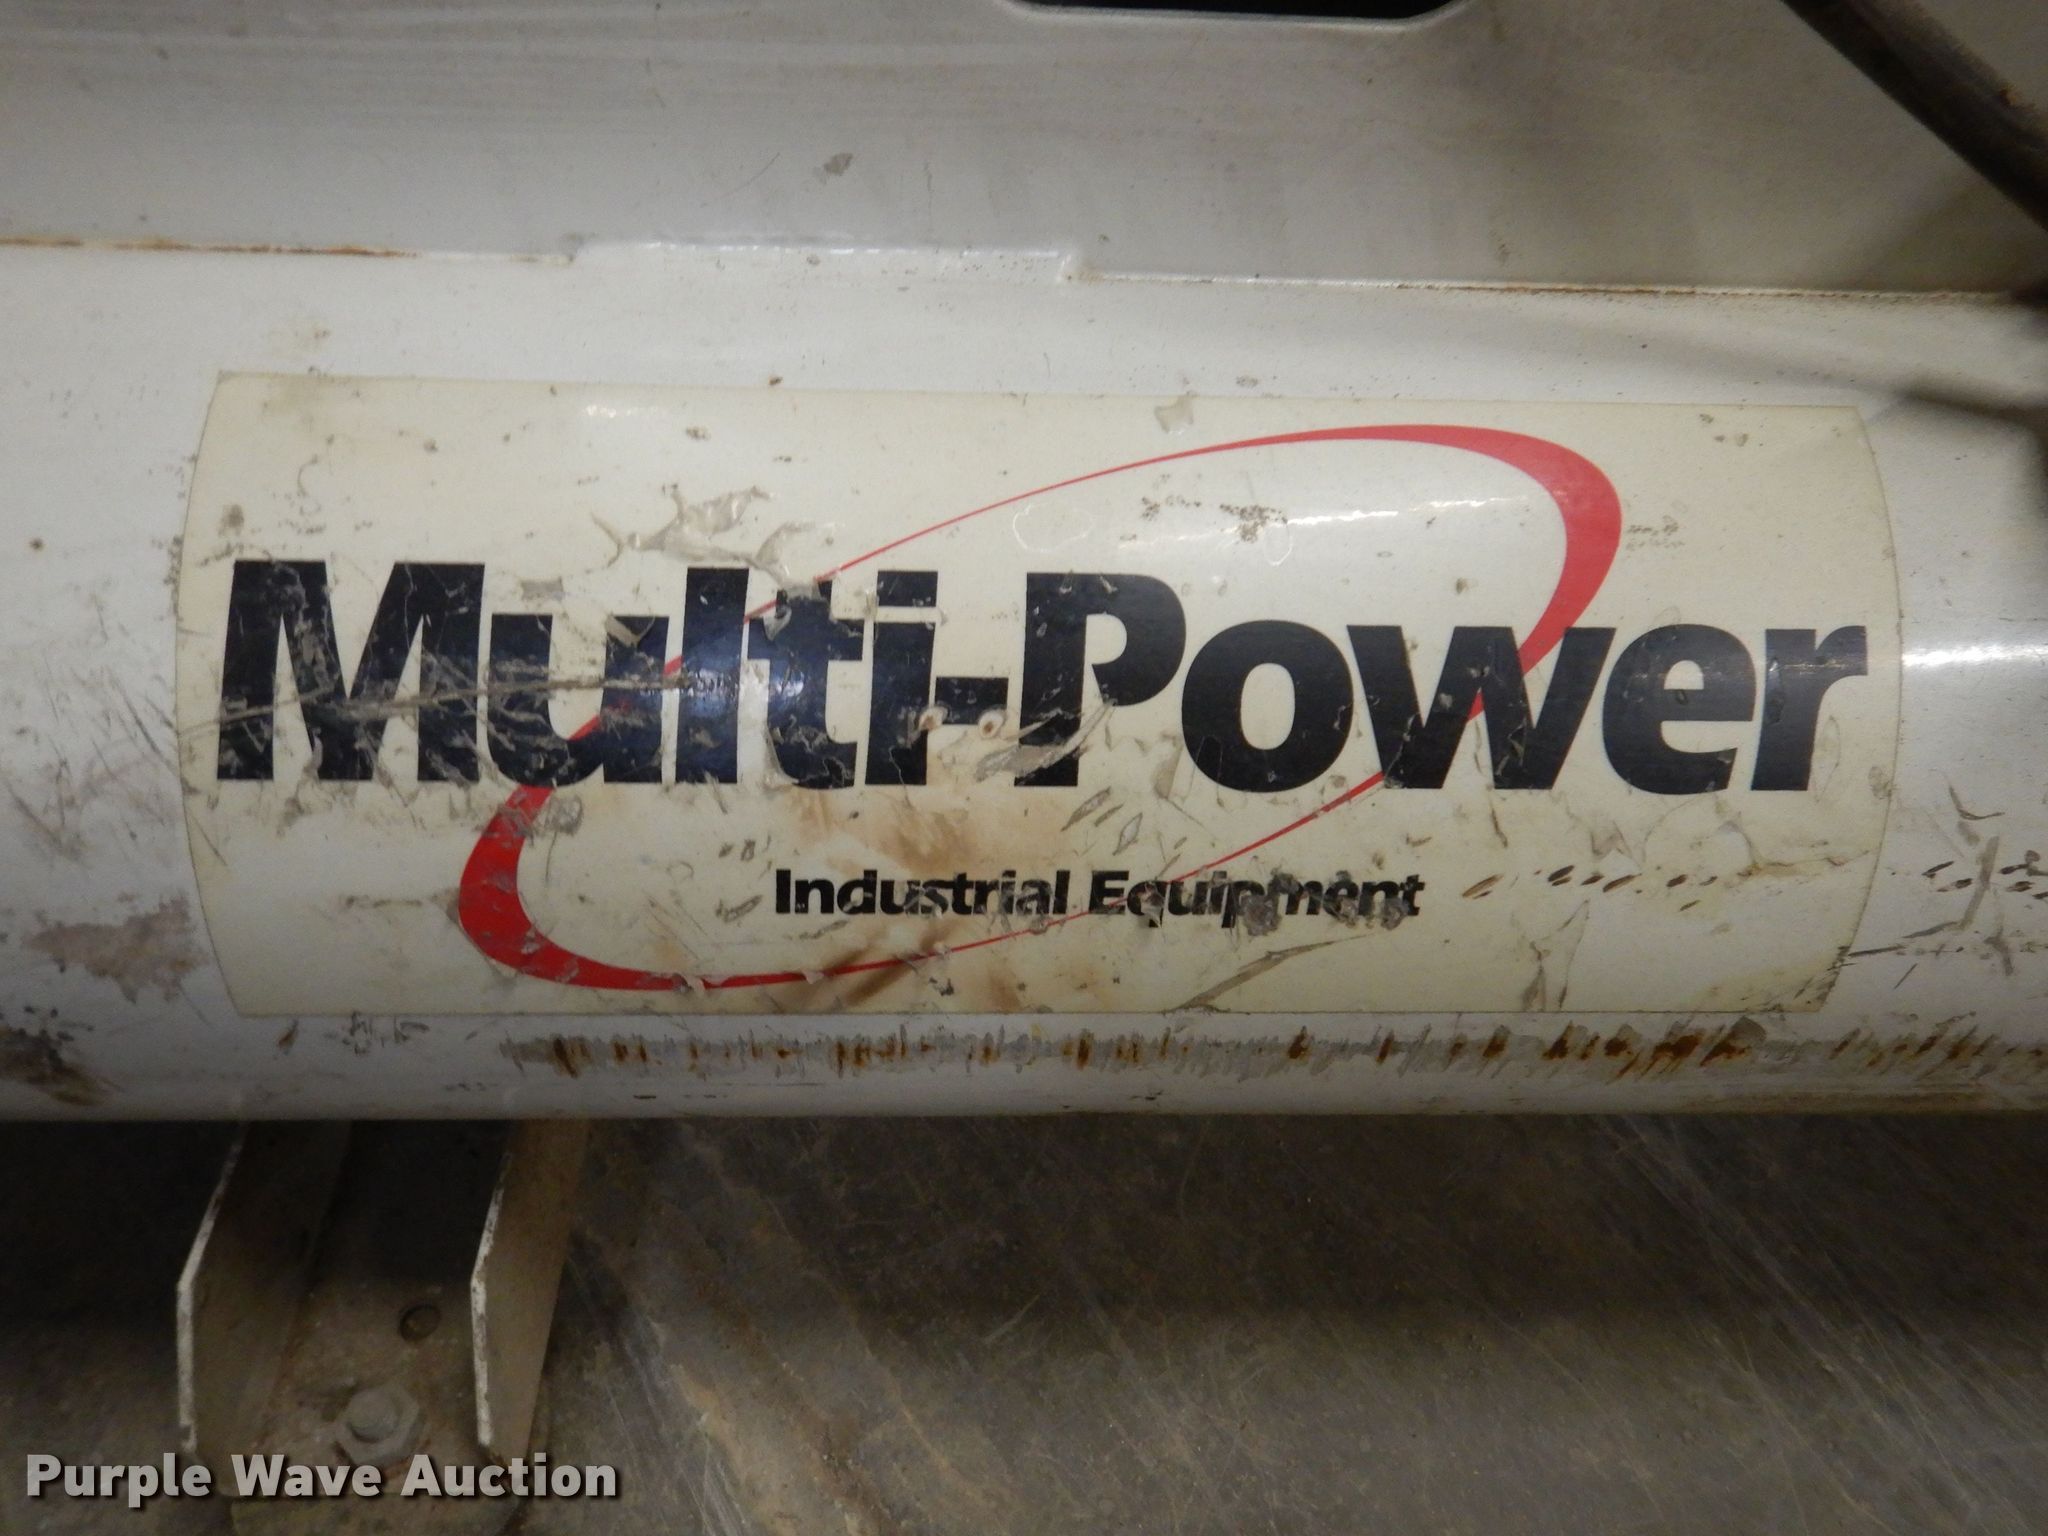 Multi-Power
Industrial Equipment
Purple Wave Auction